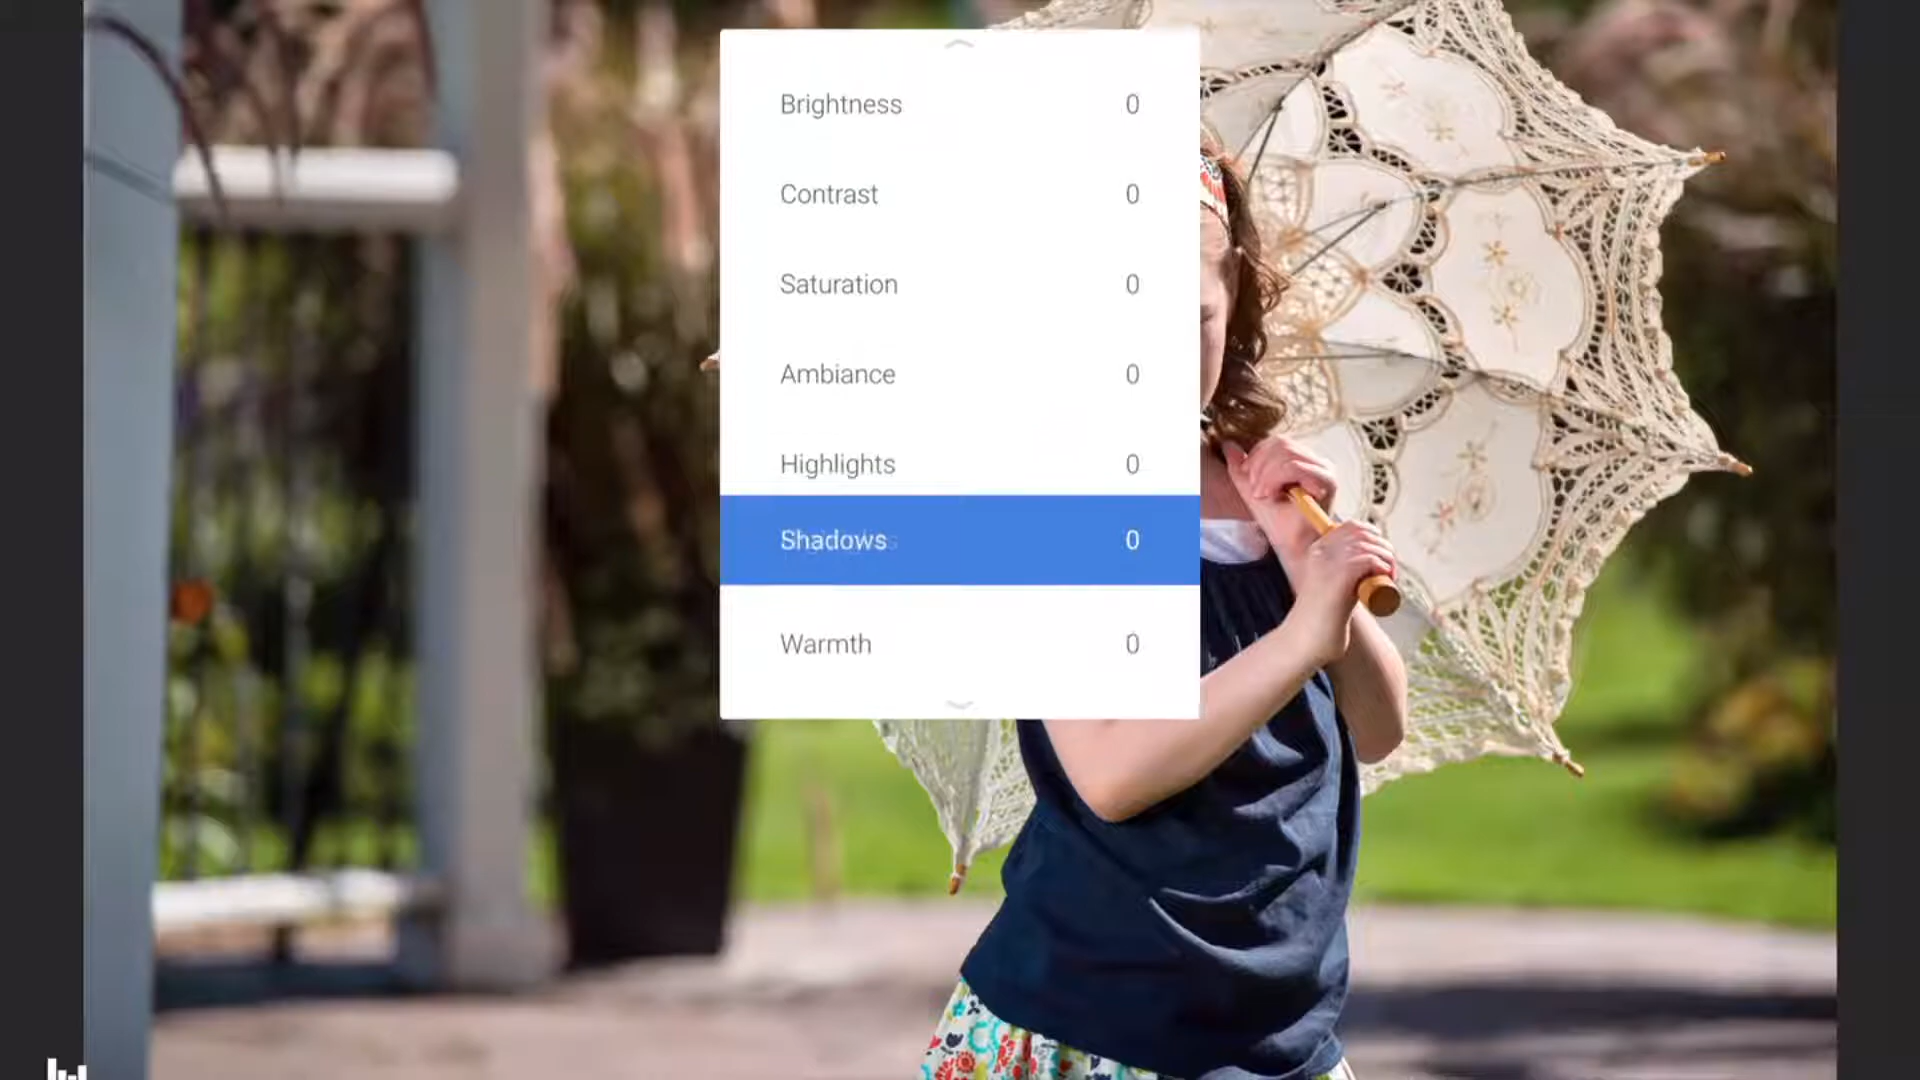 Brightness 0
Contrast 0
Saturation 0
Ambiance 0
Highlights 0
Shadows 0
Warmth 0